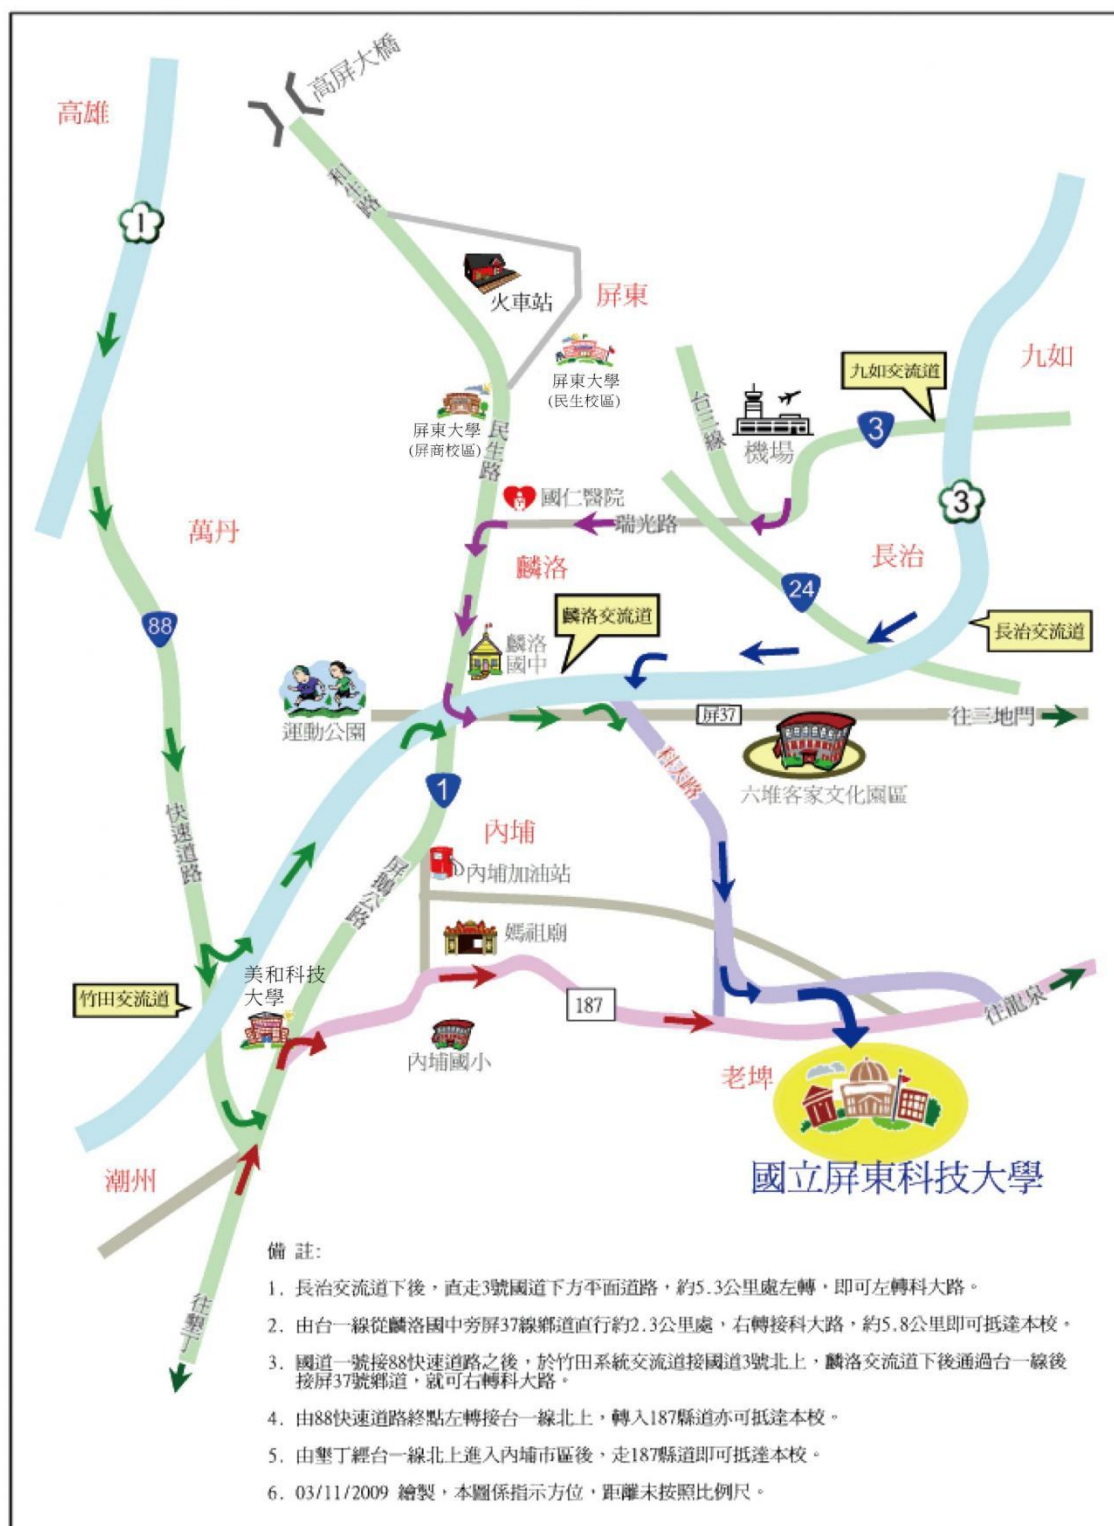 高屏大橋
高雄
1
和生路
火車站
屏東
九如
屏東大學
(民生校區)
九如交流道
屏東大學
(屏商校區)
民生路
台三線
機場
3
國仁醫院
瑞光路
3
萬丹
麟洛
長治
24
88
麟洛交流道
長治交流道
麟洛
國中
運動公園
屏37
往三地門
科大路
六堆客家文化園區
1
快速道路
內埔
屏鵝公路
內埔加油站
媽祖廟
美和科技
大學
竹田交流道
187
往龍泉
內埔國小
老埤
潮州
國立屏東科技大學
往墾丁
備 註:
1. 長治交流道下後，直走3號國道下方平面道路，約5.3公里處左轉，即可左轉科大路。
2. 由台一線從麟洛國中旁屏37線鄉道直行約2.3公里處，右轉接科大路，約5.8公里即可抵達本校。
3. 國道一號接88快速道路之後，於竹田系統交流道接國道3號北上，麟洛交流道下後通過台一線後
接屏37號鄉道，就可右轉科大路。
4. 由88快速道路終點左轉接台一線北上，轉入187縣道亦可抵達本校。
5. 由墾丁經台一線北上進入內埔市區後，走187縣道即可抵達本校。
6. 03/11/2009 繪製，本圖係指示方位，距離未按照比例尺。